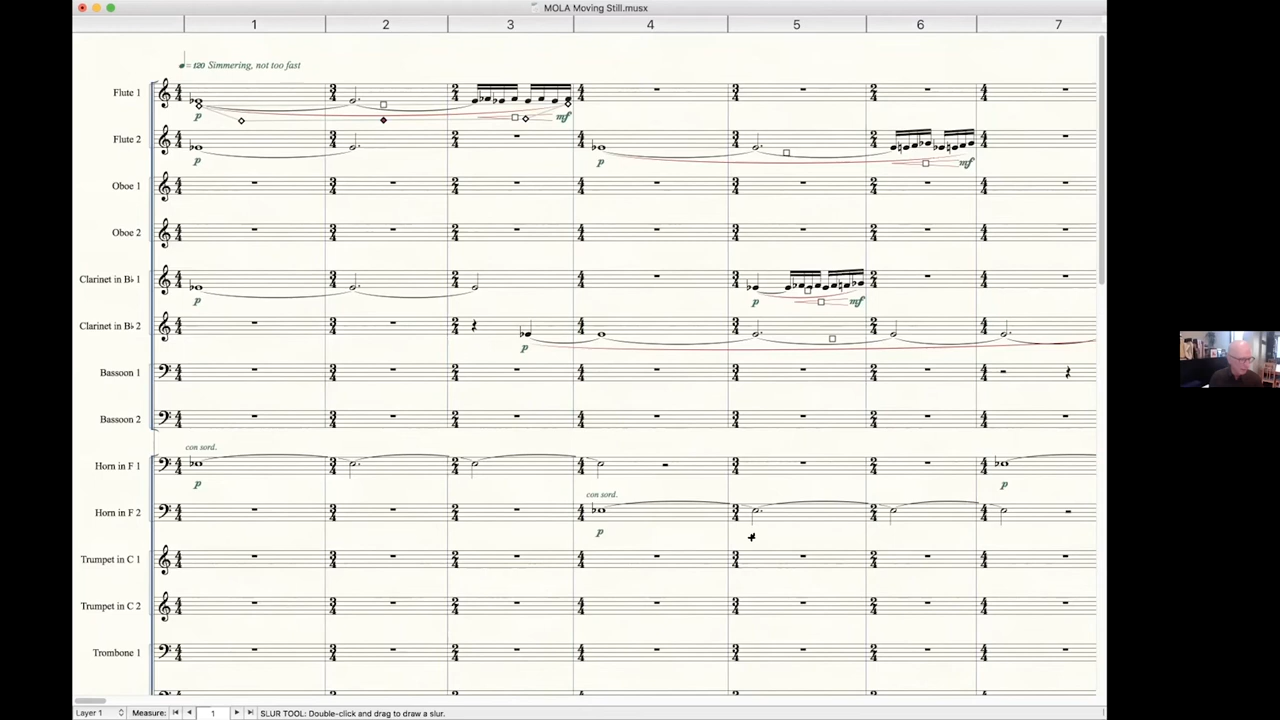 MOLA Moving Still.musx
1 2 3 4 5 6 7
= 120 Simmering, not too fast
Flute 1
p mf
Flute 2
p p mf
Oboe 1
Oboe 2
Clarinet in B♭ 1
p p mf
Clarinet in B♭ 2
p
Bassoon 1
Bassoon 2
con sord.
Horn in F 1
p p
con sord.
Horn in F 2
p
Trumpet in C 1
Trumpet in C 2
Trombone 1
Layer 1 Measure: 1 SLUR TOOL: Double-click and drag to draw a slur.